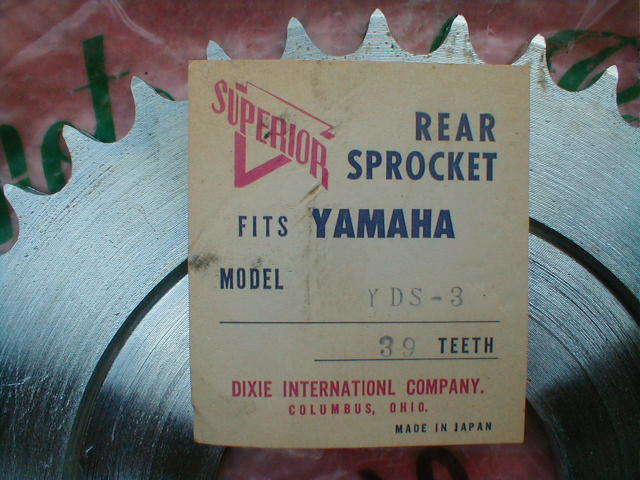 SUPERIOR
REAR
SPROCKET
FITS YAMAHA
MODEL
YDS-3
39 TEETH
DIXIE INTERNATIONL COMPANY.
COLUMBUS, OHIO.
MADE IN JAPAN